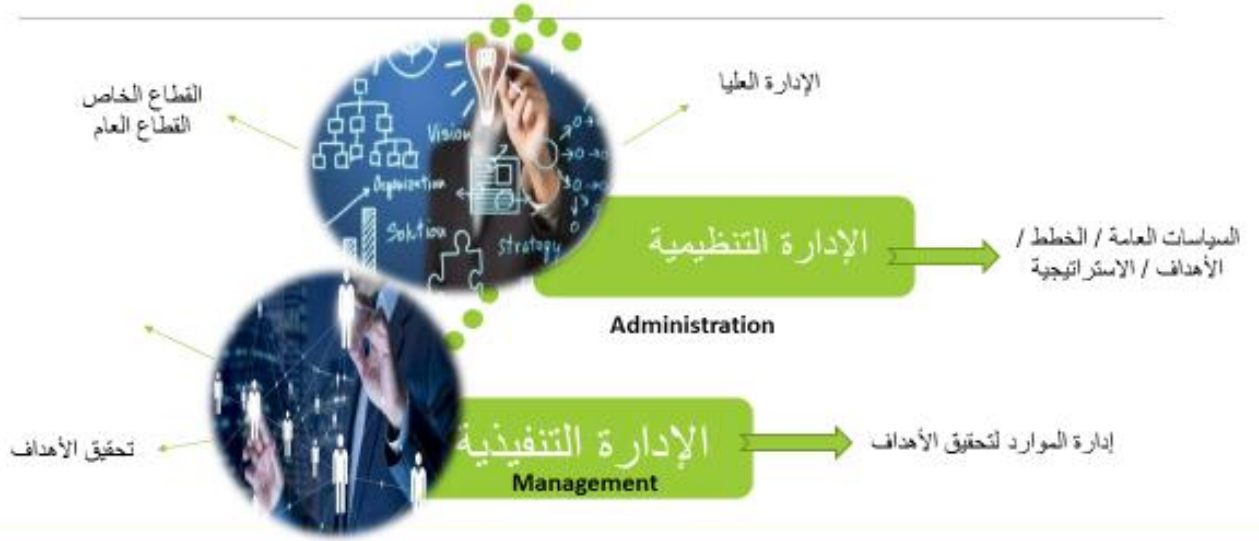 الإدارة العليا
القطاع الخاص
القطاع العام
Vision
Organization
Solution
Strategy
الإدارة التنظيمية
السياسات العامة / الخطط /
الأهداف / الاستراتيجية
Administration
الإدارة التنفيذية
Management
إدارة الموارد لتحقيق الأهداف
تحقيق الأهداف